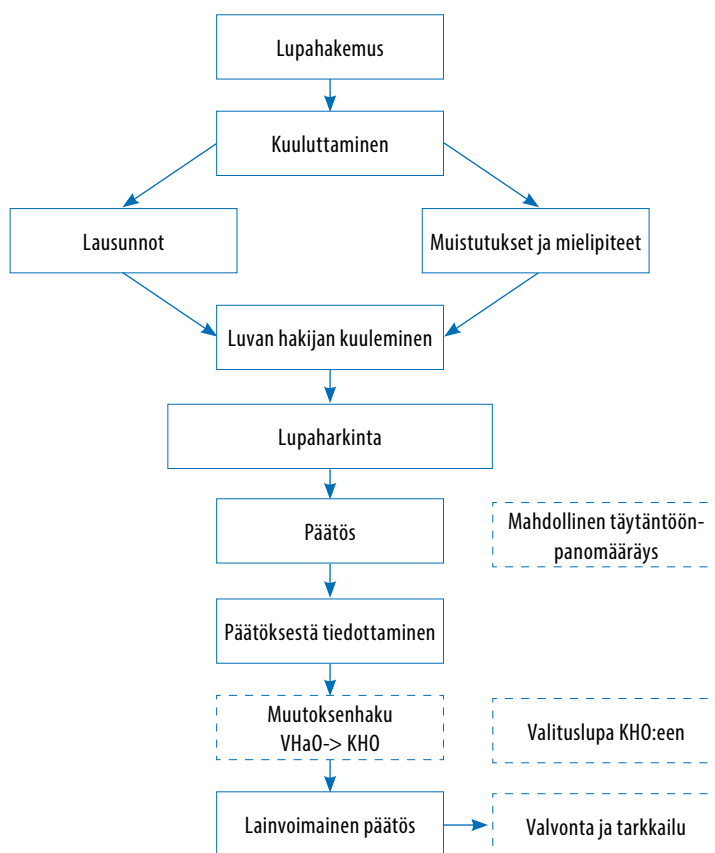 Lupahakemus
Kuuluttaminen
Lausunnot
Muistutukset ja mielipiteet
Luvan hakijan kuuleminen
Lupaharkinta
Päätös
Mahdollinen täytäntöön-
panomääräys
Päätöksestä tiedottaminen
Muutoksenhaku
VHaO-> KHO
Valituslupa KHO:een
Lainvoimainen päätös
Valvonta ja tarkkailu